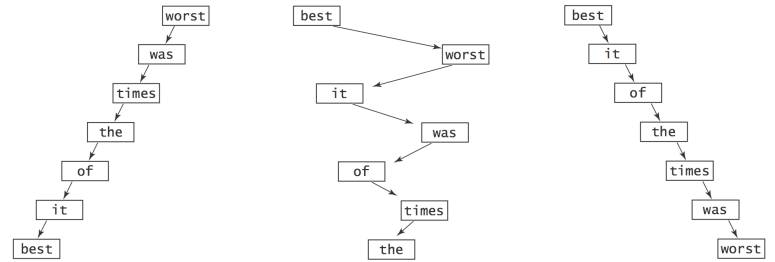 worst
was
times
the
of
it
best
best
worst
it
was
of
times
the
best
it
of
the
times
was
worst